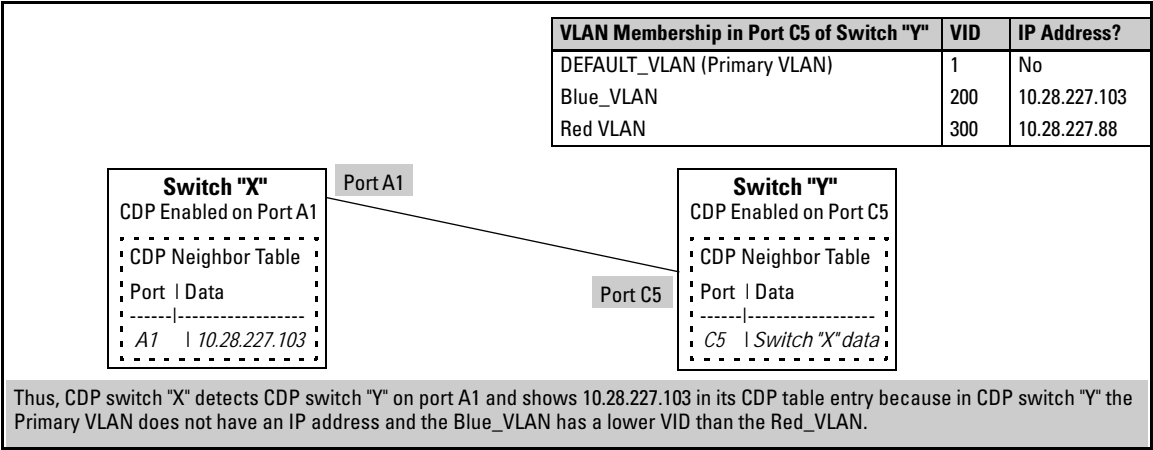 VLAN Membership in Port C5 of Switch "Y" VID IP Address?
DEFAULT_VLAN (Primary VLAN) 1 No
Blue_VLAN 200 10.28.227.103
Red VLAN 300 10.28.227.88
Switch "X"
CDP Enabled on Port A1
CDP Neighbor Table
Port | Data
------|------------------
A1 | 10.28.227.103
Port A1
Port C5
Switch "Y"
CDP Enabled on Port C5
CDP Neighbor Table
Port | Data
------|------------------
C5 | Switch "X" data
Thus, CDP switch "X" detects CDP switch "Y" on port A1 and shows 10.28.227.103 in its CDP table entry because in CDP switch "Y" the
Primary VLAN does not have an IP address and the Blue_VLAN has a lower VID than the Red_VLAN.